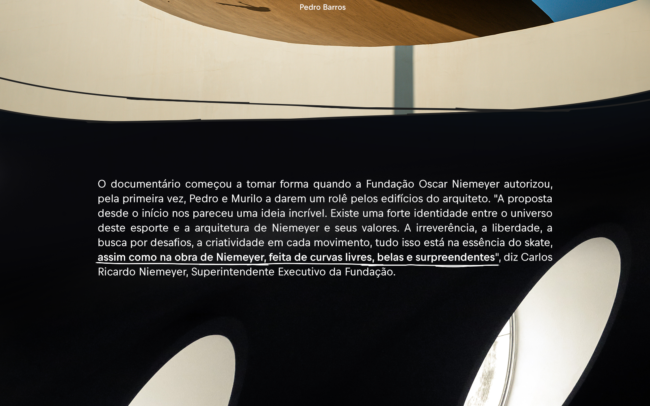 Pedro Barros
O documentário começou a tomar forma quando a Fundação Oscar Niemeyer autorizou,
pela primeira vez, Pedro e Murilo a darem um rolê pelos edifícios do arquiteto. "A proposta
desde o início nos pareceu uma ideia incrível. Existe uma forte identidade entre o universo
deste esporte e a arquitetura de Niemeyer e seus valores. A irreverência, a liberdade, a
busca por desafios, a criatividade em cada movimento, tudo isso está na essência do skate,
assim como na obra de Niemeyer, feita de curvas livres, belas e surpreendentes", diz Carlos
Ricardo Niemeyer, Superintendente Executivo da Fundação.